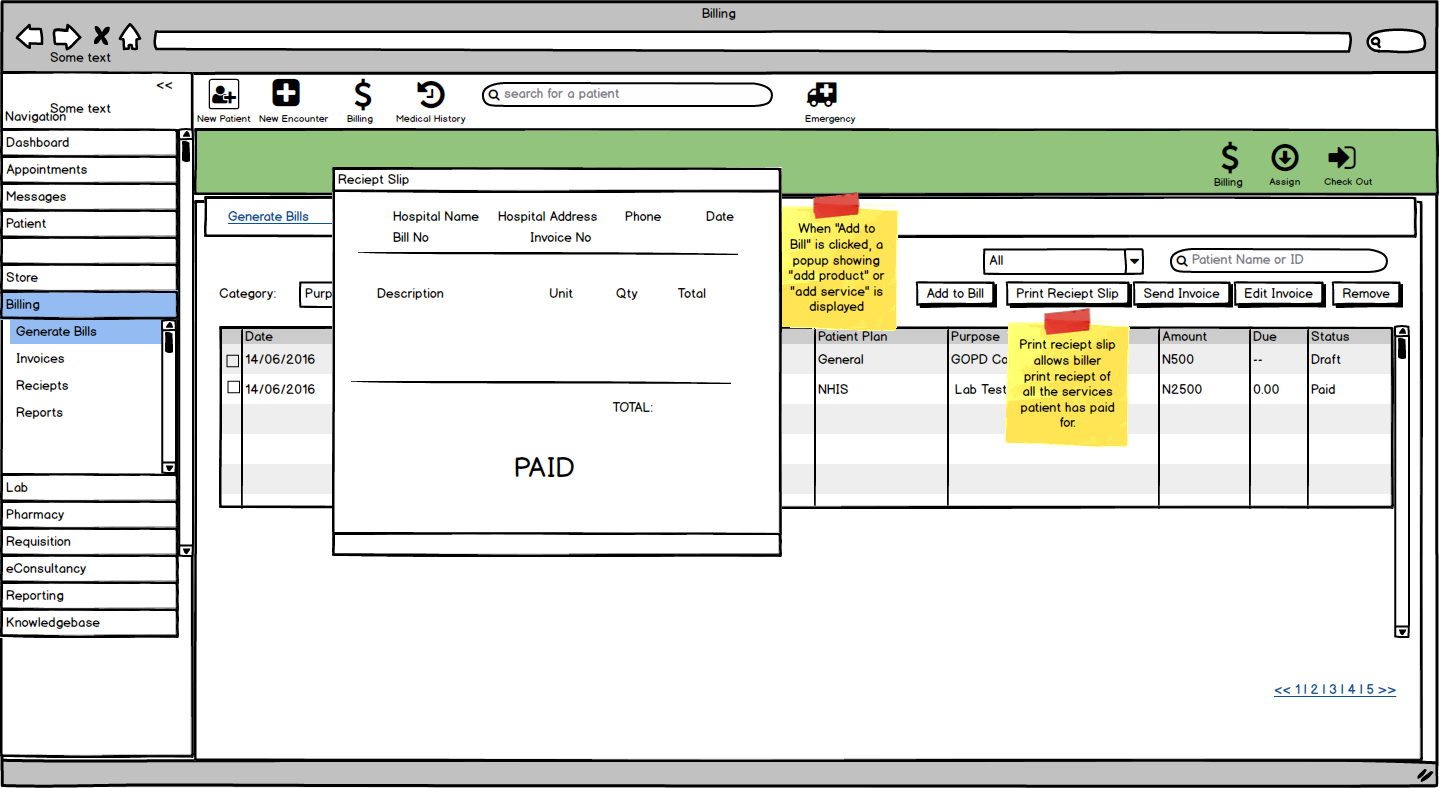 Billing
Some text
<<
Some text
Navigation
New Patient New Encounter Billing Medical History search for a patient Emergency
Dashboard
Appointments
Messages
Patient
Store
Billing
Generate Bills
Invoices
Reciepts
Reports
Lab
Pharmacy
Requisition
eConsultancy
Reporting
Knowledgebase
Billing Assign Check Out
Generate Bills
All
Patient Name or ID
Category:
Add to Bill Print Reciept Slip Send Invoice Edit Invoice Remove
Date Patient Plan Purpose Amount Due Status
14/06/2016 General GOPD N500 -- Draft
14/06/2016 NHIS Lab Test N2500 0.00 Paid
<< 1 | 2 | 3 | 4 | 5 >>
Reciept Slip
Hospital Name Hospital Address Phone Date
Bill No Invoice No
Description Unit Qty Total
TOTAL:
PAID
When "Add to
Bill" is clicked, a
popup showing
"add product" or
"add service" is
displayed
Print reciept slip
allows biller
print reciept of
all the services
patient has paid
for.